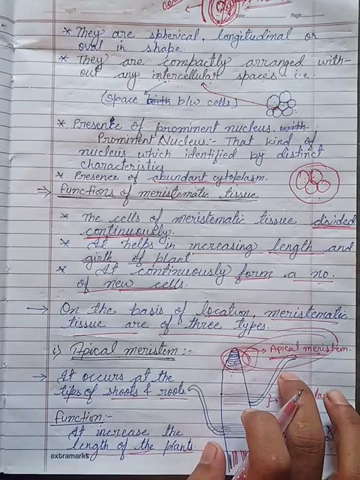 Date
Page
* They are spherical, longitudinal or
oval in shape
* They are compactly arranged with-
out any intercellular spaces i.e.
(space b/w cells)
* Presence of prominent nucleus.
Prominent Nucleus:- That kind of
nucleus which identified by distinct
characteristic
* Presence of abundant cytoplasm.
→ Functions of meristematic tissue
* The cells of meristematic tissue divided
continuously.
* It helps in increasing length and
girth of plant
* It continuously form a no.
of new cells.
→ On the basis of location, meristematic
tissue are of three types.
i) Apical meristem:-
→ Apical meristem
→ It occurs at the
tips of shoots & roots
Function:-
It increase the
length of the plants
extramarks